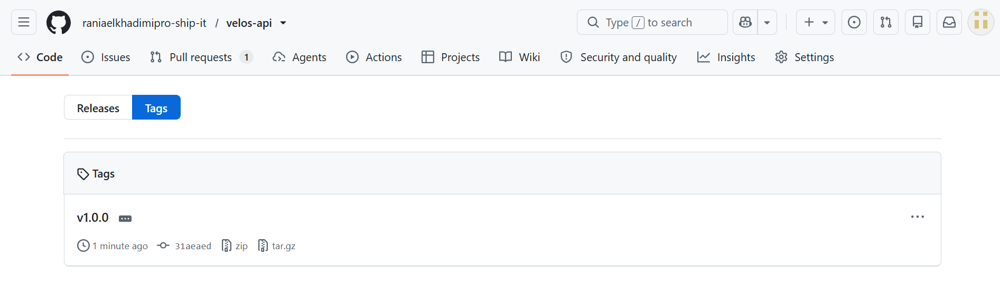 raniaelkhadimipro-ship-it / velos-api
Type / to search
Code Issues Pull requests 1 Agents Actions Projects Wiki Security and quality Insights Settings
Releases Tags
Tags
v1.0.0
1 minute ago 31aeaed zip tar.gz